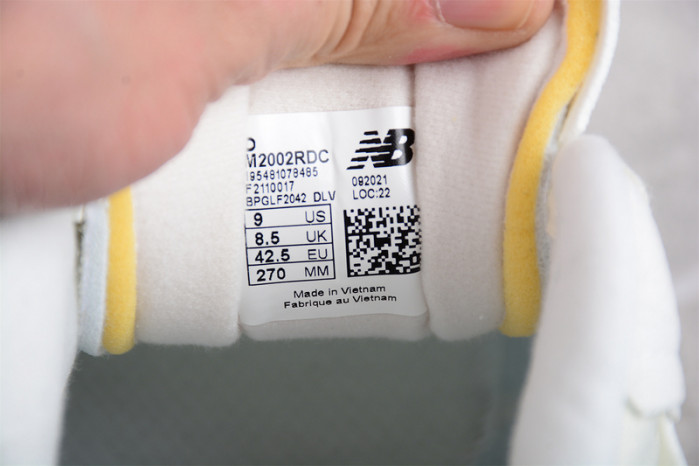 D
M2002RDC
195481078485
F2110017
BPGLF2042 DLV
NB
092021
LOC:22
9 US
8.5 UK
42.5 EU
270 MM
Made in Vietnam
Fabrique au Vietnam